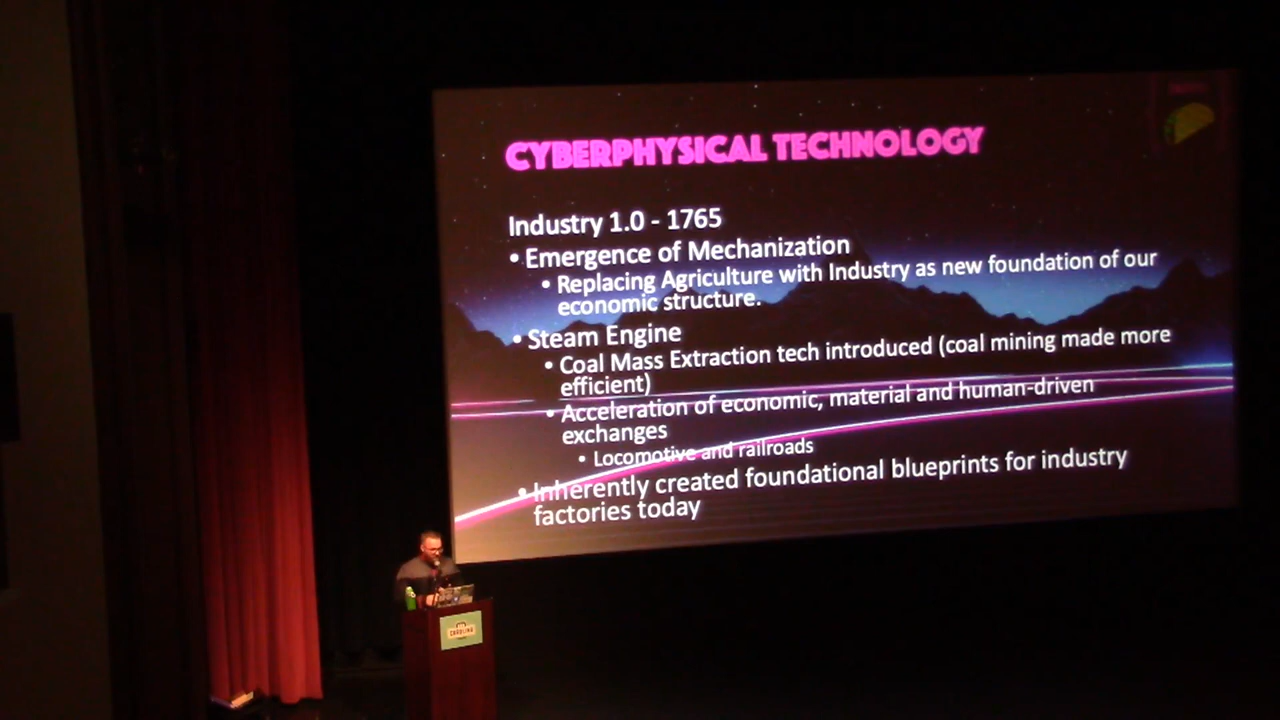 CYBERPHYSICAL TECHNOLOGY
Industry 1.0 - 1765
• Emergence of Mechanization
• Replacing Agriculture with Industry as new foundation of our
economic structure.
• Steam Engine
• Coal Mass Extraction tech introduced (coal mining made more
efficient)
• Acceleration of economic, material and human-driven
exchanges
• Locomotive and railroads
• Inherently created foundational blueprints for industry
factories today
CAROLINA